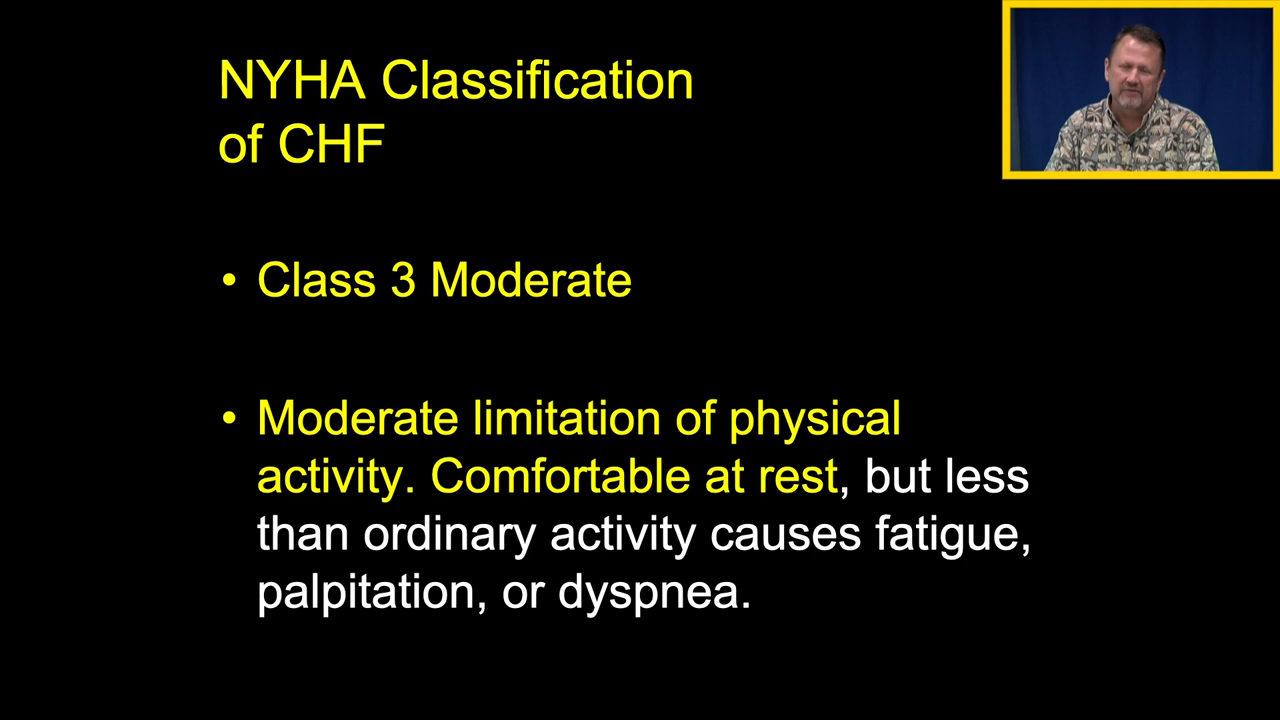 NYHA Classification
of CHF
• Class 3 Moderate
• Moderate limitation of physical
activity. Comfortable at rest, but less
than ordinary activity causes fatigue,
palpitation, or dyspnea.